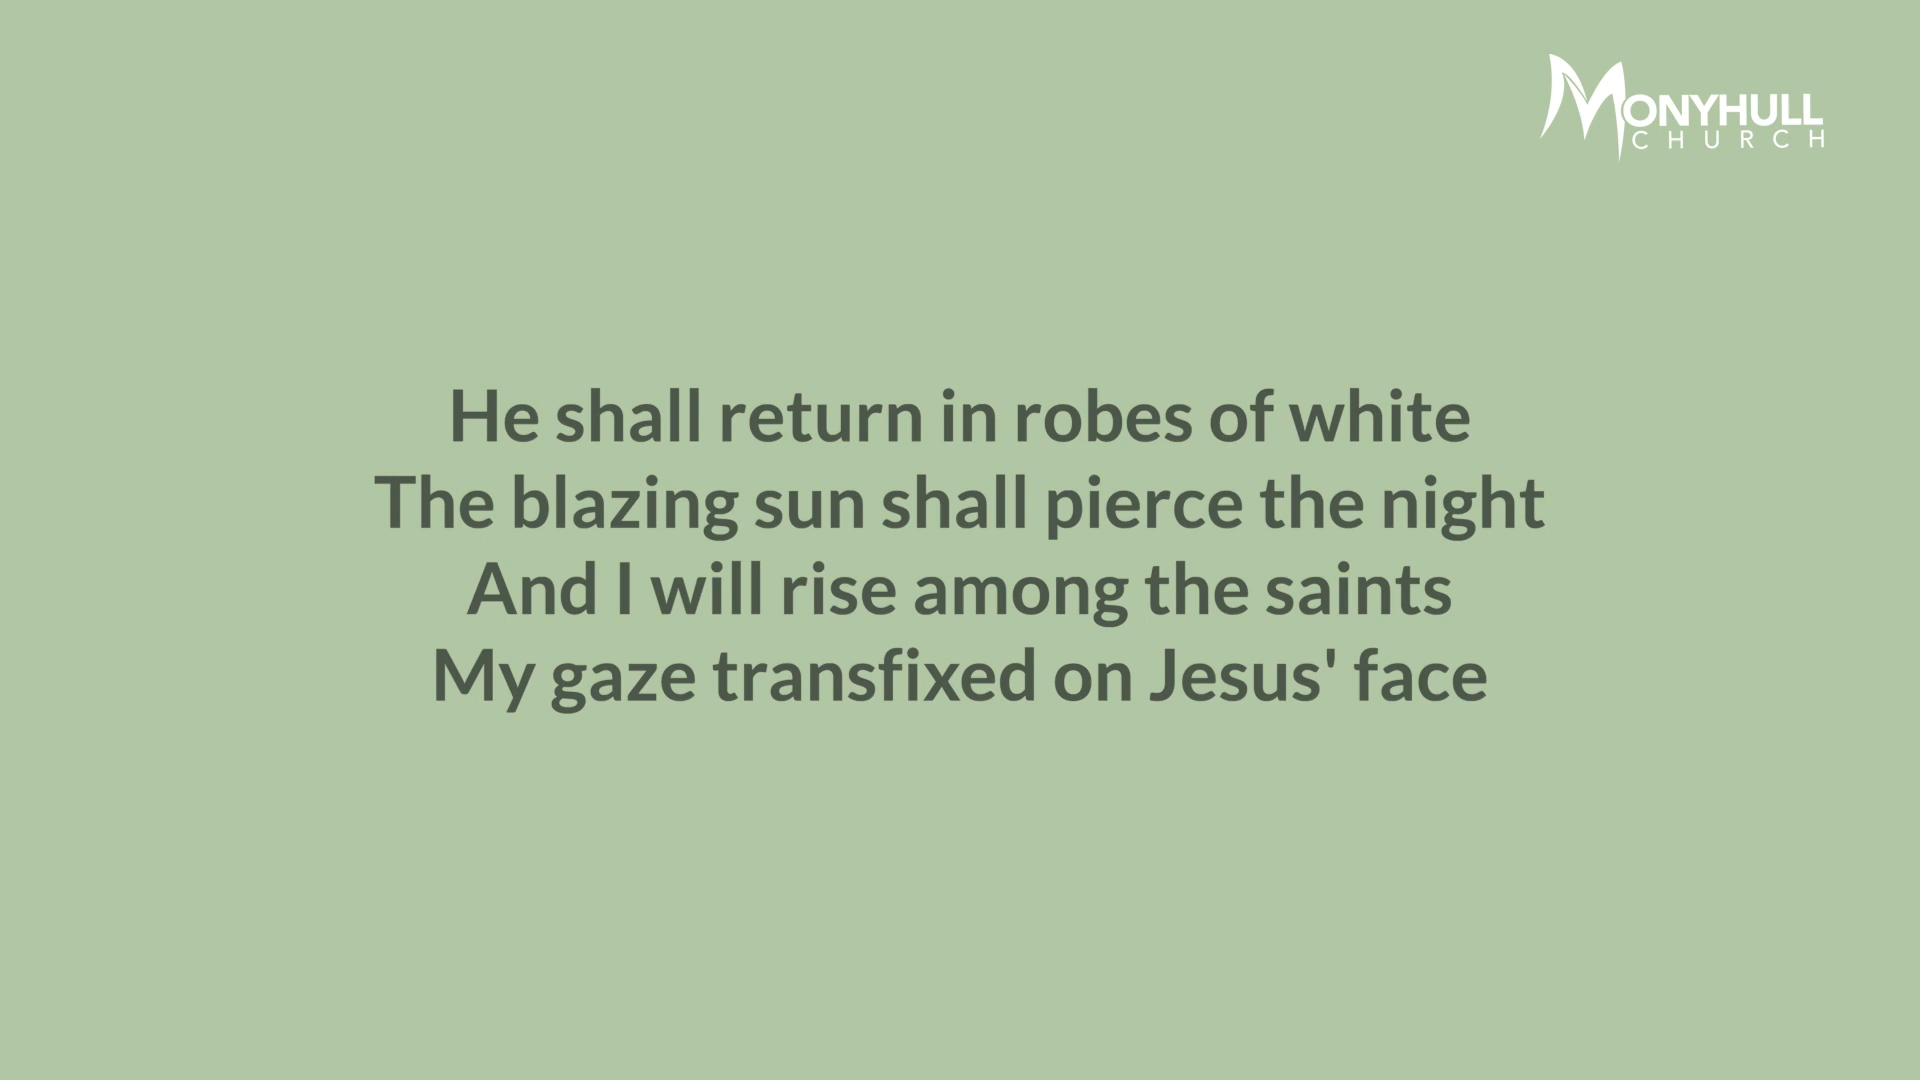 MONYHULL
CHURCH
He shall return in robes of white
The blazing sun shall pierce the night
And I will rise among the saints
My gaze transfixed on Jesus' face